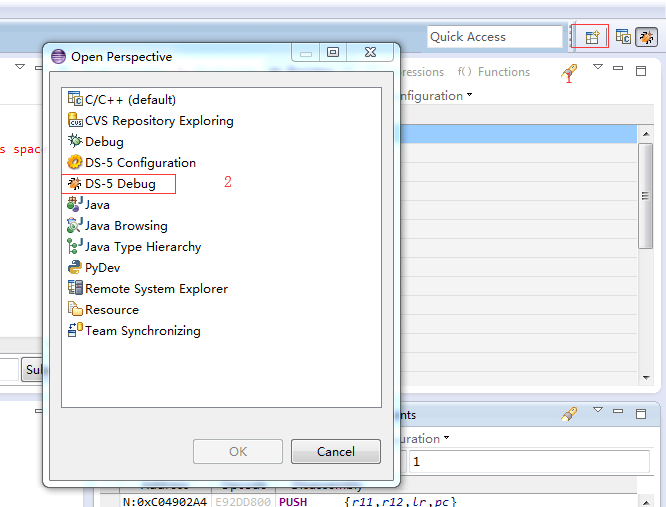 Quick Access
Open Perspective
ressions f() Functions
1
nfiguration
C/C++ (default)
CVS Repository Exploring
Debug
s spac
DS-5 Configuration
DS-5 Debug
2
Java
Java Browsing
Java Type Hierarchy
PyDev
Remote System Explorer
Resource
Team Synchronizing
Sul
ents
OK
Cancel
uration
1
N:0xC04902A4 E92DD800 PUSH {r11,r12,lr,pc}